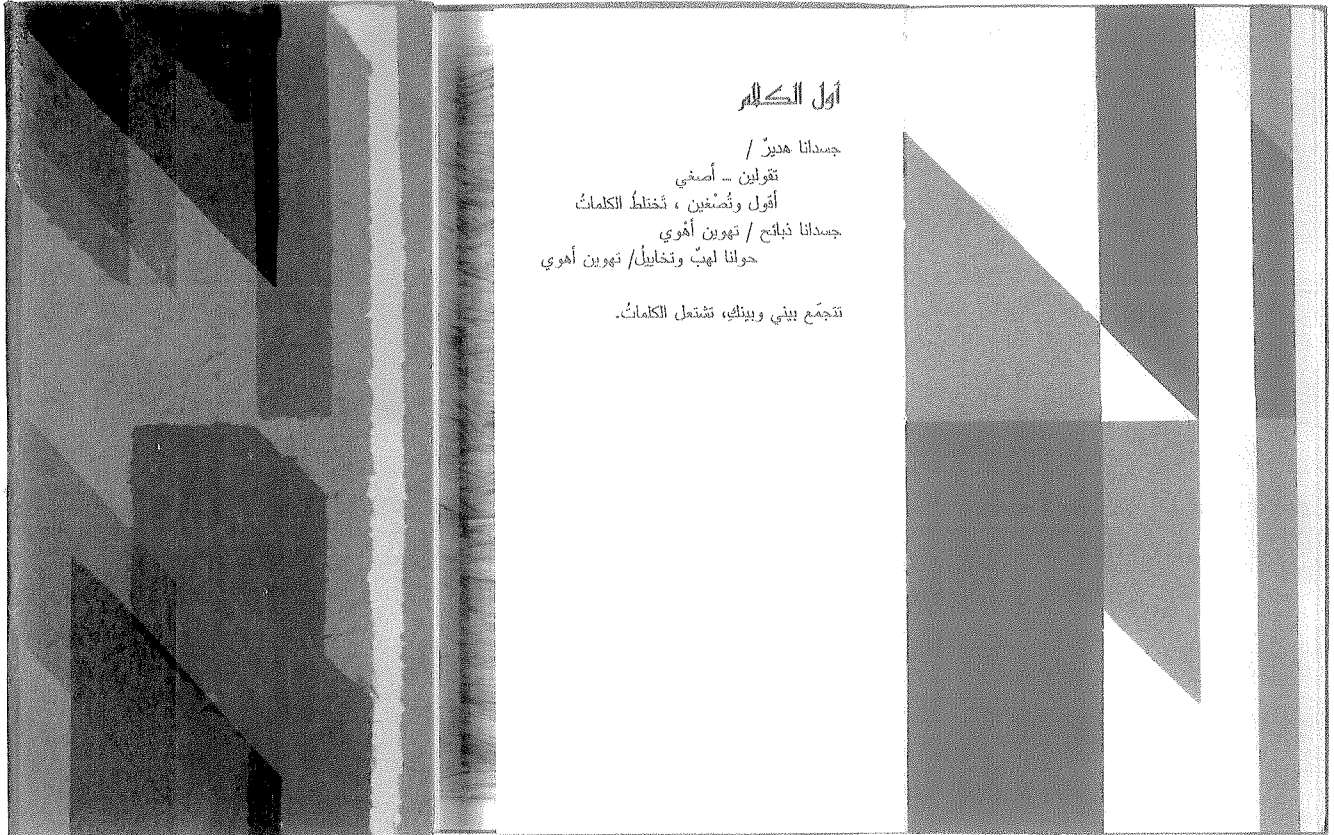 أول الكلام
جسدانا هديرٌ /
تقولين ـ أصغي
أقول وتُصْغين ، تَختلطُ الكلماتُ
جسدانا ذبائح / تهوين أهْوي
حولنا لهبٌ وتخاييلُ/ تهوين أهوي
تتجمَع بيني وبينكِ، تشتعل الكلماتُ.